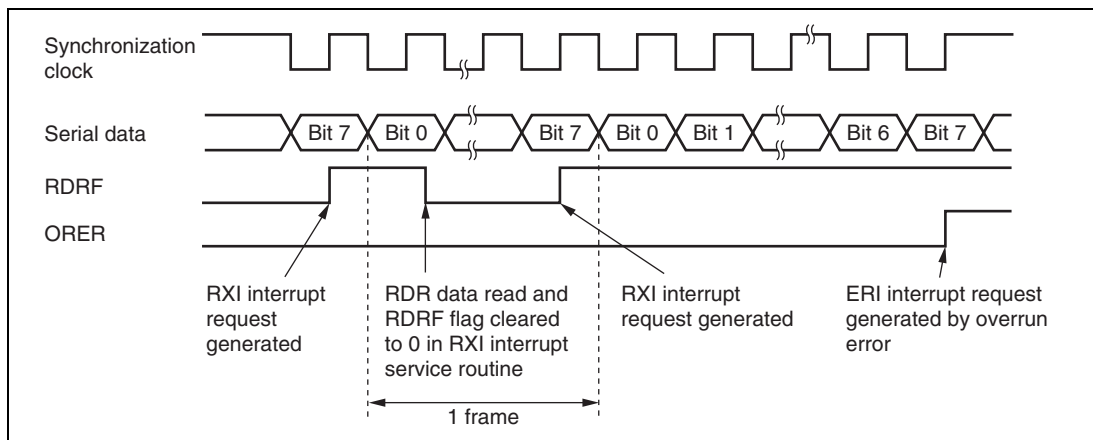 Synchronization
clock
Serial data
Bit 7
Bit 0
Bit 7
Bit 0
Bit 1
Bit 6
Bit 7
RDRF
ORER
RXI interrupt
request
generated
RDR data read and
RDRF flag cleared
to 0 in RXI interrupt
service routine
RXI interrupt
request generated
ERI interrupt request
generated by overrun
error
1 frame